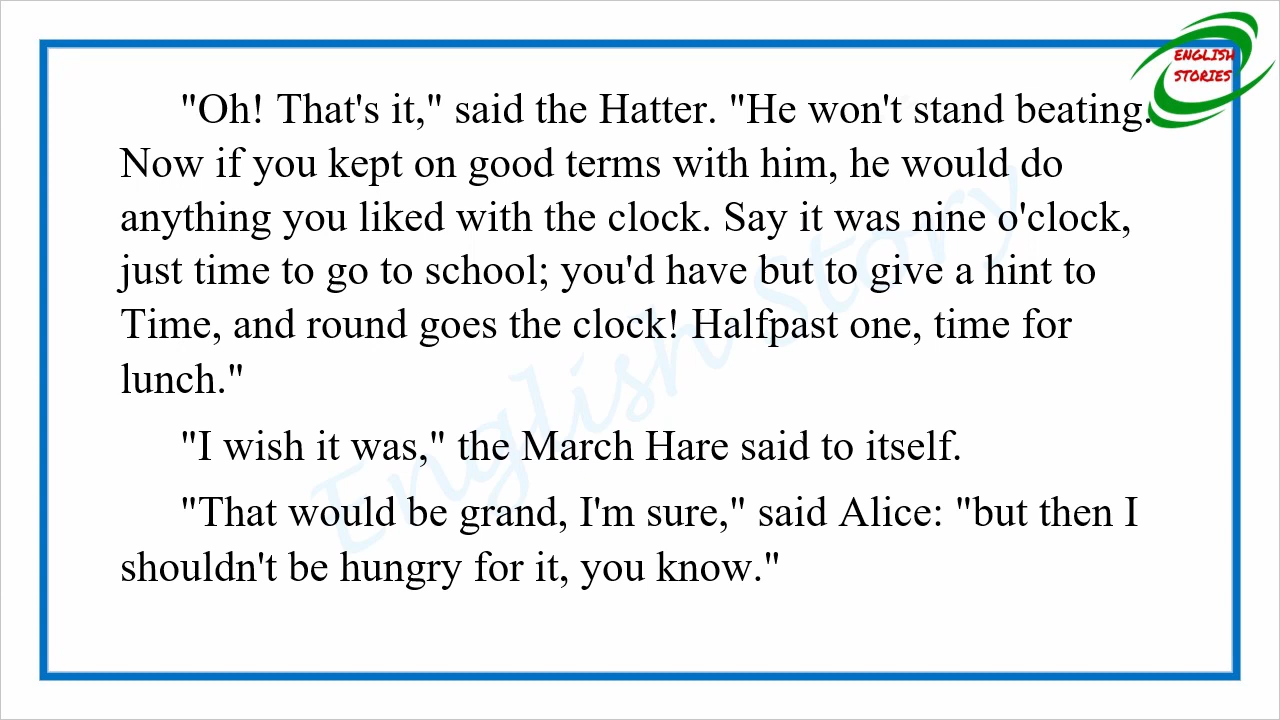 ENGLISH
STORIES
"Oh! That's it," said the Hatter. "He won't stand beating.
Now if you kept on good terms with him, he would do
anything you liked with the clock. Say it was nine o'clock,
just time to go to school; you'd have but to give a hint to
Time, and round goes the clock! Halfpast one, time for
lunch."
"I wish it was," the March Hare said to itself.
"That would be grand, I'm sure," said Alice: "but then I
shouldn't be hungry for it, you know."
English Story